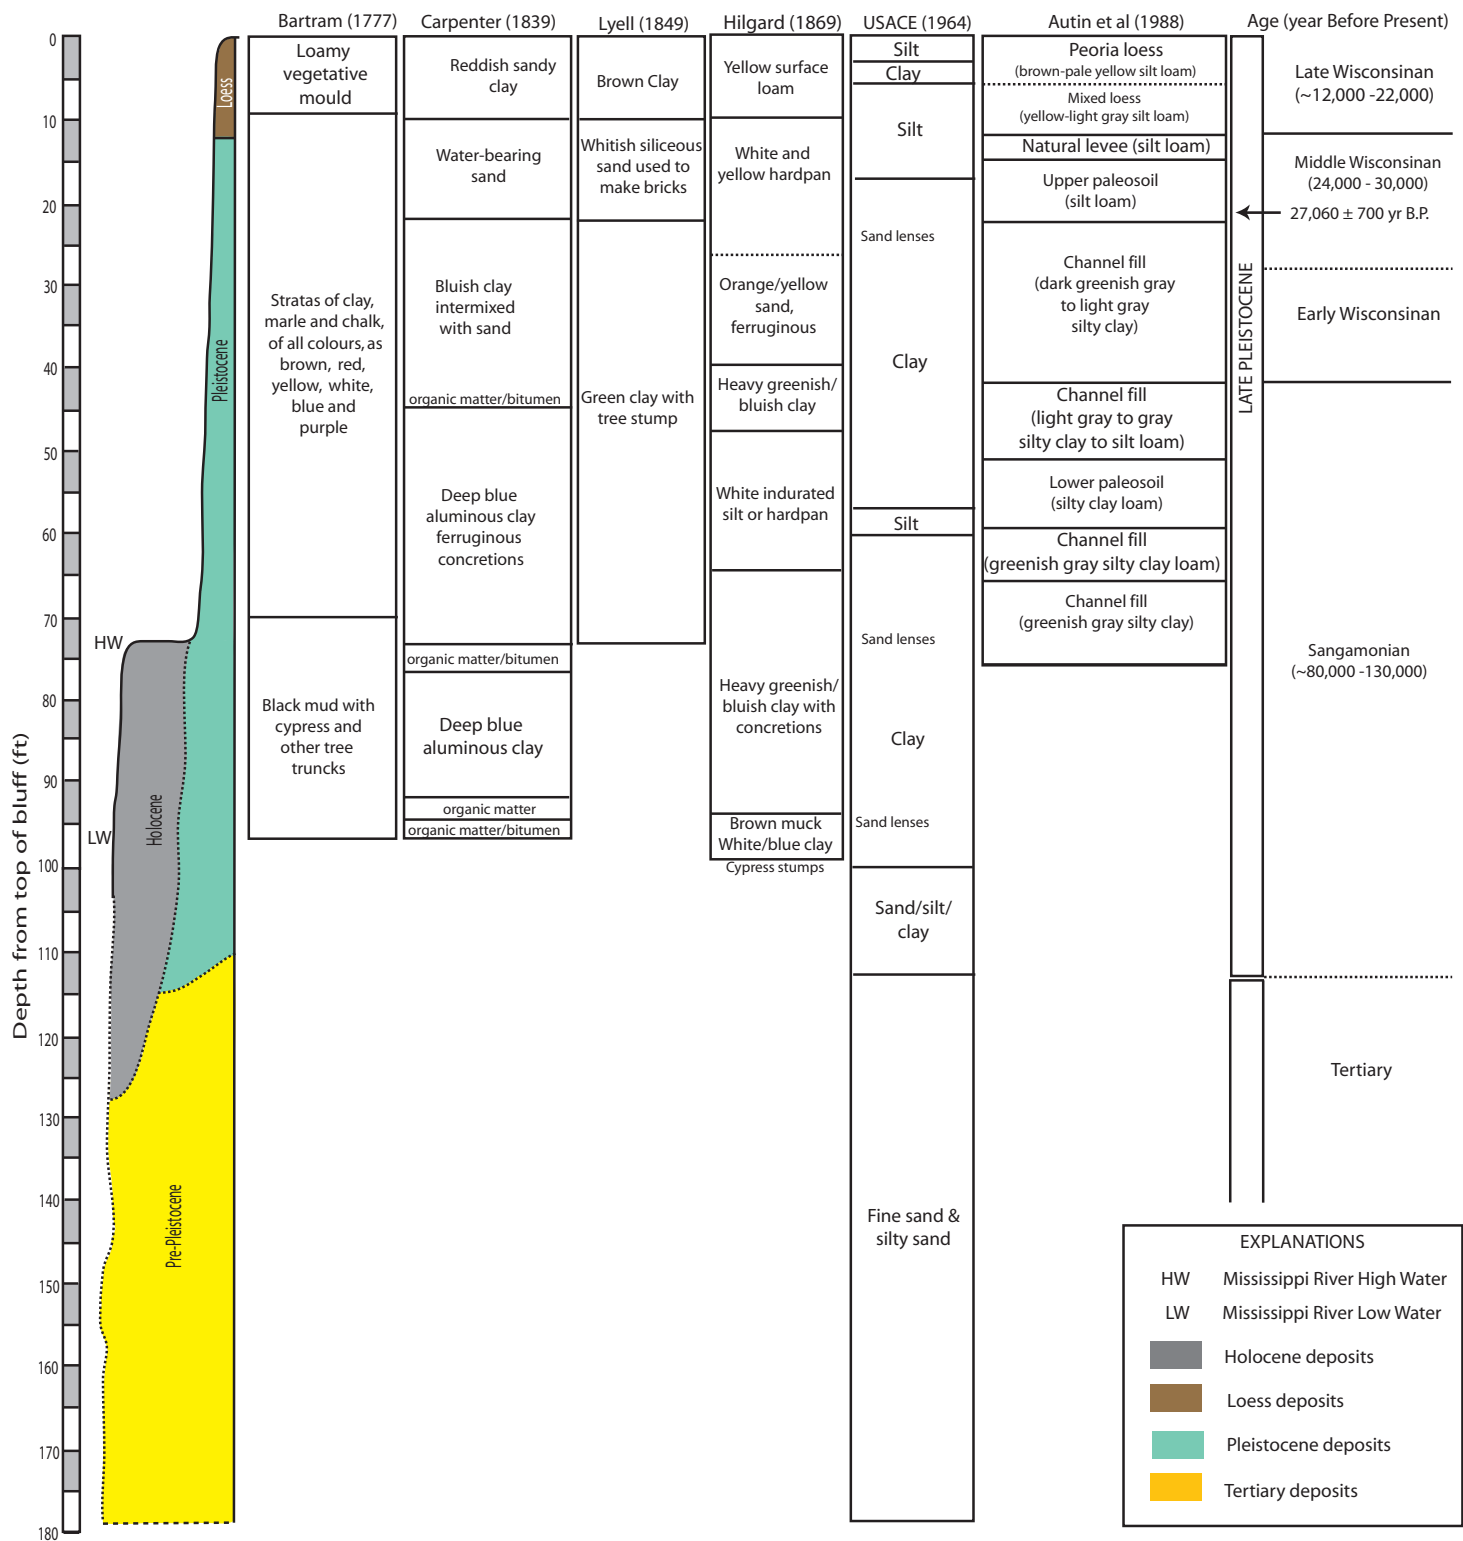 Bartram (1777)
Carpenter (1839)
Lyell (1849)
Hilgard (1869)
USACE (1964)
Autin et al (1988)
Age (year Before Present)
Depth from top of bluff (ft)
0
10
20
30
40
50
60
70
80
90
100
110
120
130
140
150
160
170
180
HW
LW
Loess
Pleistocene
Holocene
Pre-Pleistocene
Loamy
vegetative
mould
Stratas of clay,
marle and chalk,
of all colours, as
brown, red,
yellow, white,
blue and
purple
Black mud with
cypress and
other tree
truncks
Reddish sandy
clay
Water-bearing
sand
Bluish clay
intermixed
with sand
organic matter/bitumen
Deep blue
aluminous clay
ferruginous
concretions
organic matter/bitumen
Deep blue
aluminous clay
organic matter
organic matter/bitumen
Brown Clay
Whitish siliceous
sand used to
make bricks
Green clay with
tree stump
Yellow surface
loam
White and
yellow hardpan
Orange/yellow
sand,
ferruginous
Heavy greenish/
bluish clay
White indurated
silt or hardpan
Heavy greenish/
bluish clay with
concretions
Brown muck
White/blue clay
Cypress stumps
Silt
Clay
Silt
Sand lenses
Clay
Silt
Sand lenses
Clay
Sand lenses
Sand/silt/
clay
Fine sand &
silty sand
Peoria loess
(brown-pale yellow silt loam)
Mixed loess
(yellow-light gray silt loam)
Natural levee (silt loam)
Upper paleosoil
(silt loam)
Channel fill
(dark greenish gray
to light gray
silty clay)
Channel fill
(light gray to gray
silty clay to silt loam)
Lower paleosoil
(silty clay loam)
Channel fill
(greenish gray silty clay loam)
Channel fill
(greenish gray silty clay)
LATE PLEISTOCENE
Late Wisconsinan
(~12,000 -22,000)
Middle Wisconsinan
(24,000 - 30,000)
27,060 ± 700 yr B.P.
Early Wisconsinan
Sangamonian
(~80,000 -130,000)
Tertiary
EXPLANATIONS
HW Mississippi River High Water
LW Mississippi River Low Water
Holocene deposits
Loess deposits
Pleistocene deposits
Tertiary deposits